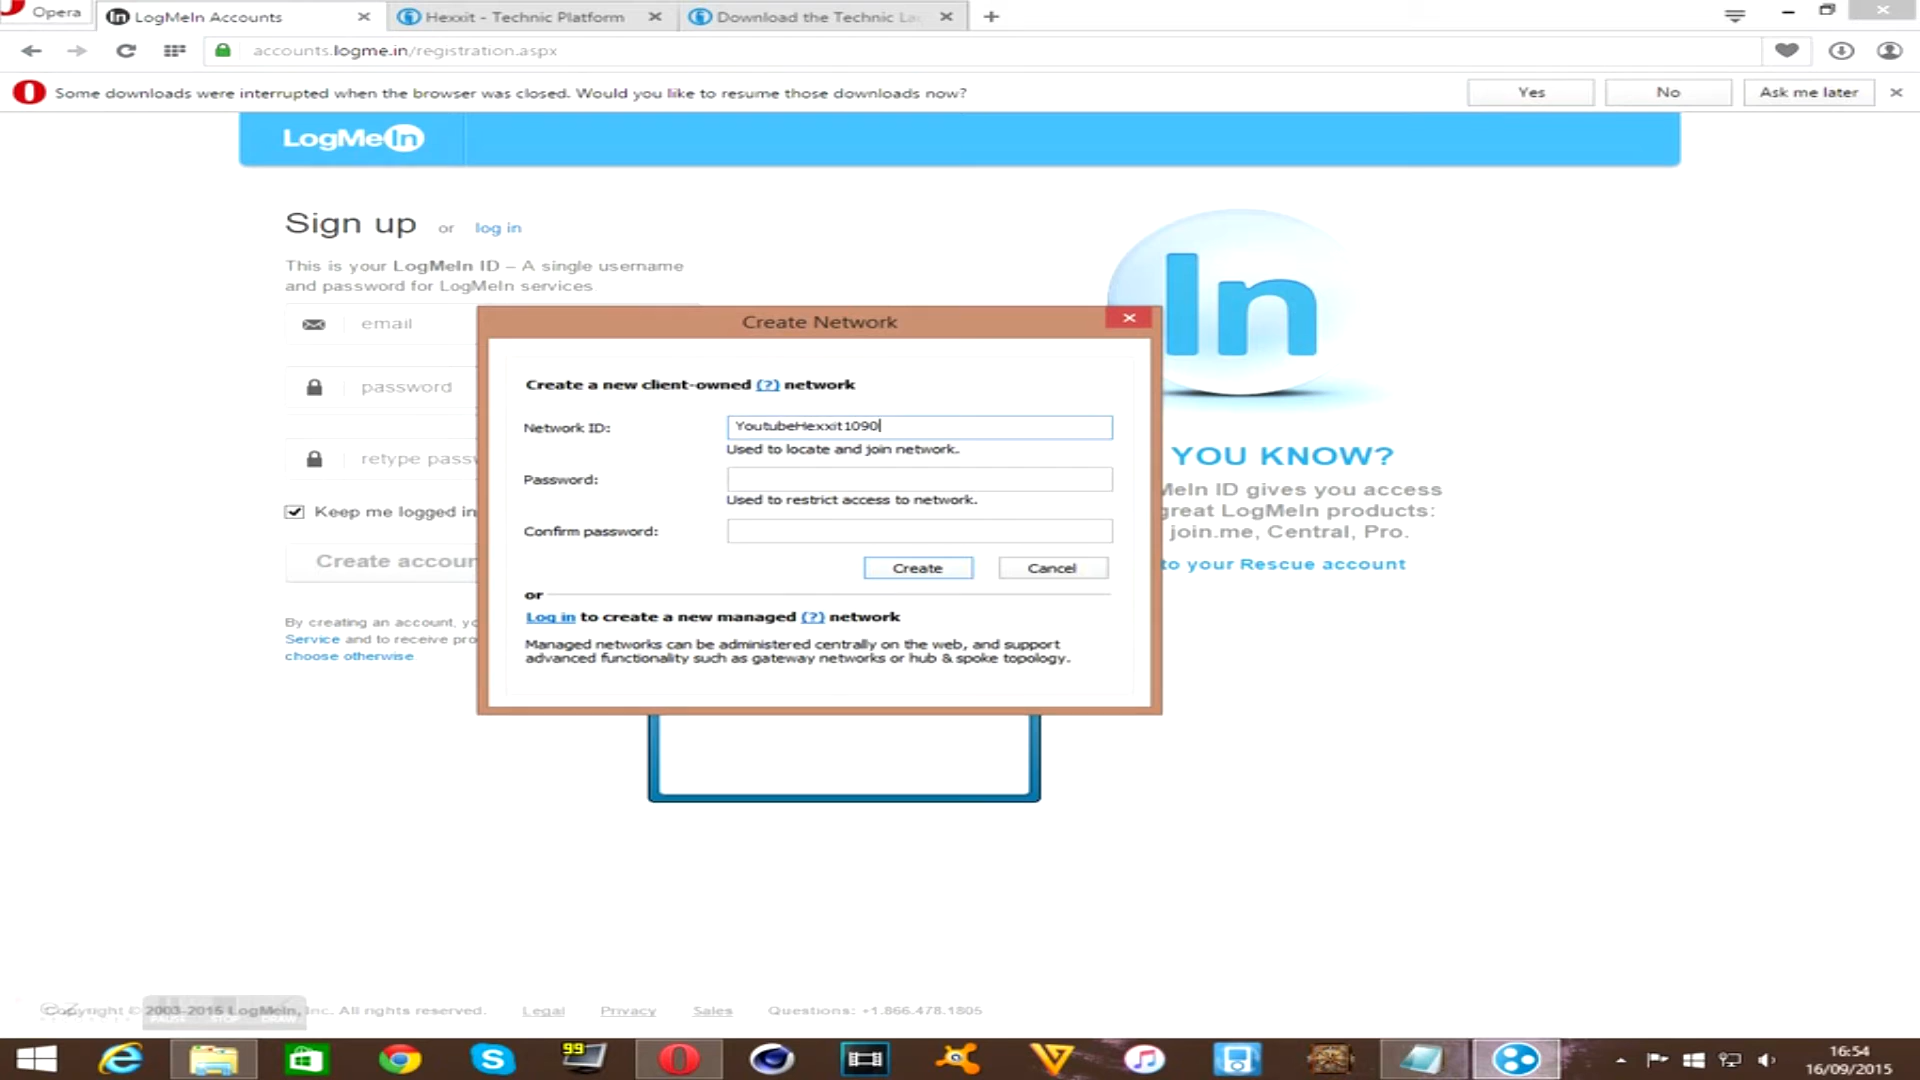 Opera
LogMeIn Accounts
Hexxit - Technic Platform
Download the Technic La
accounts.logme.in/registration.aspx
Some downloads were interrupted when the browser was closed. Would you like to resume those downloads now?
Yes
No
Ask me later
LogMeIn
Sign up or log in
This is your LogMeIn ID – A single username
and password for LogMeIn services
email
password
retype passw
Keep me logged in
Create accoun
By creating an account, yo
Service and to receive pro
choose otherwise
In
YOU KNOW?
MeIn ID gives you access
great LogMeIn products:
join.me, Central, Pro.
to your Rescue account
Create Network
Create a new client-owned (?) network
Network ID:
YoutubeHexxit1090
Used to locate and join network.
Password:
Used to restrict access to network.
Confirm password:
Create
Cancel
or
Log in to create a new managed (?) network
Managed networks can be administered centrally on the web, and support
advanced functionality such as gateway networks or hub & spoke topology.
Copyright © 2003-2015 LogMeIn, Inc. All rights reserved.
Legal
Privacy
Sales
Questions: +1.866.478.1805
PAUSE STOP DRAW
99
16:54
16/09/2015